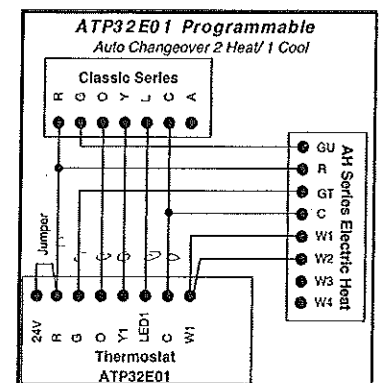 ATP32E01 Programmable
Auto Changeover 2 Heat/ 1 Cool
Classic Series
R G O Y L C A
GU
R
GT
C
W1
W2
W3
W4
AH Series Electric Heat
Jumper
24V R G O Y1 LED1 C W1
Thermostat
ATP32E01